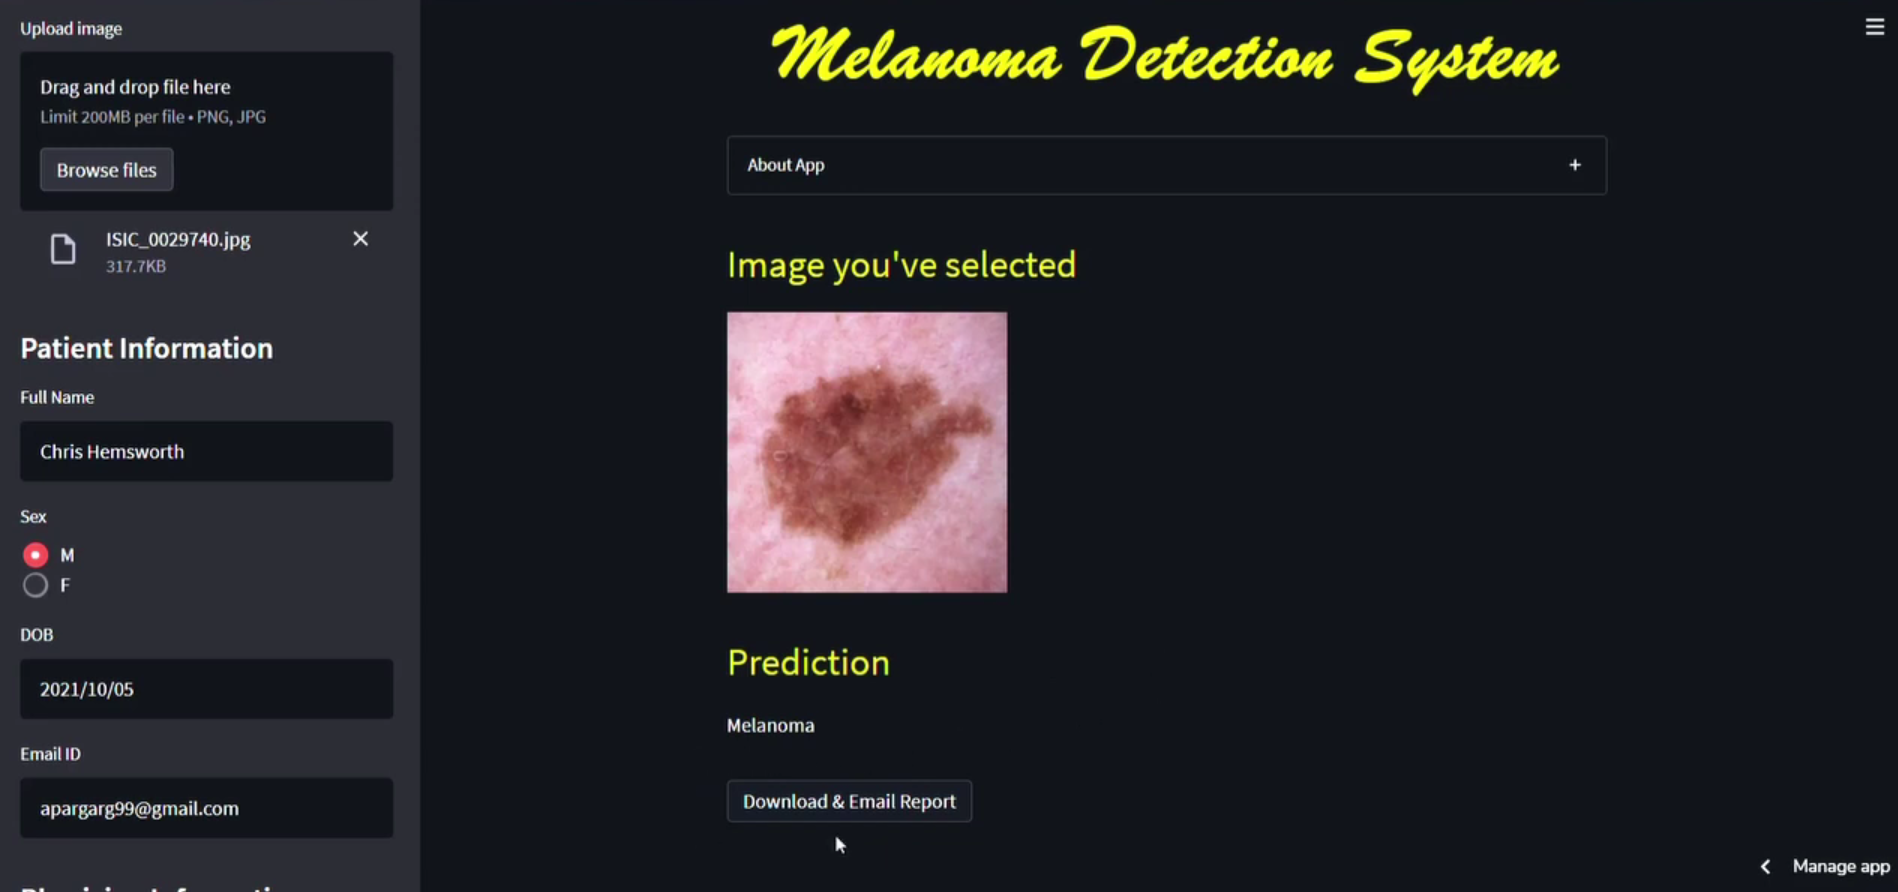 Upload image
Drag and drop file here
Limit 200MB per file • PNG, JPG
Browse files
ISIC_0029740.jpg
317.7KB
Patient Information
Full Name
Chris Hemsworth
Sex
M
F
DOB
2021/10/05
Email ID
apargarg99@gmail.com
Melanoma Detection System
About App
Image you've selected
Prediction
Melanoma
Download & Email Report
Manage app